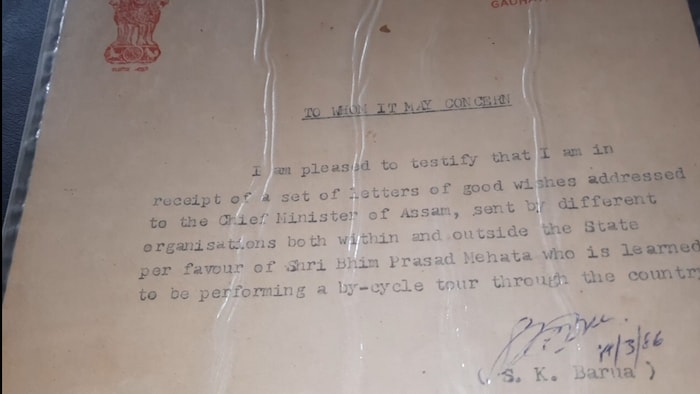 TO WHOM IT MAY CONCERN
I am pleased to testify that I am in
receipt of a set of letters of good wishes addressed
to the Chief Minister of Assam, sent by different
organisations both within and outside the State
per favour of Shri Bhim Prasad Mehata who is learned
to be performing a by-cycle tour through the country
14/3/86
( S. K. Barua )